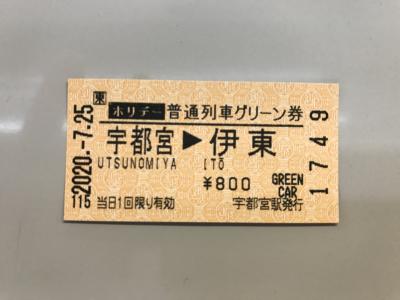 東
ホリデー 普通列車グリーン券
宇都宮▶伊東
UTSUNOMIYA ITŌ
¥800 GREEN CAR
115 当日1回限り有効 宇都宮駅発行
2020.-7.25
1749